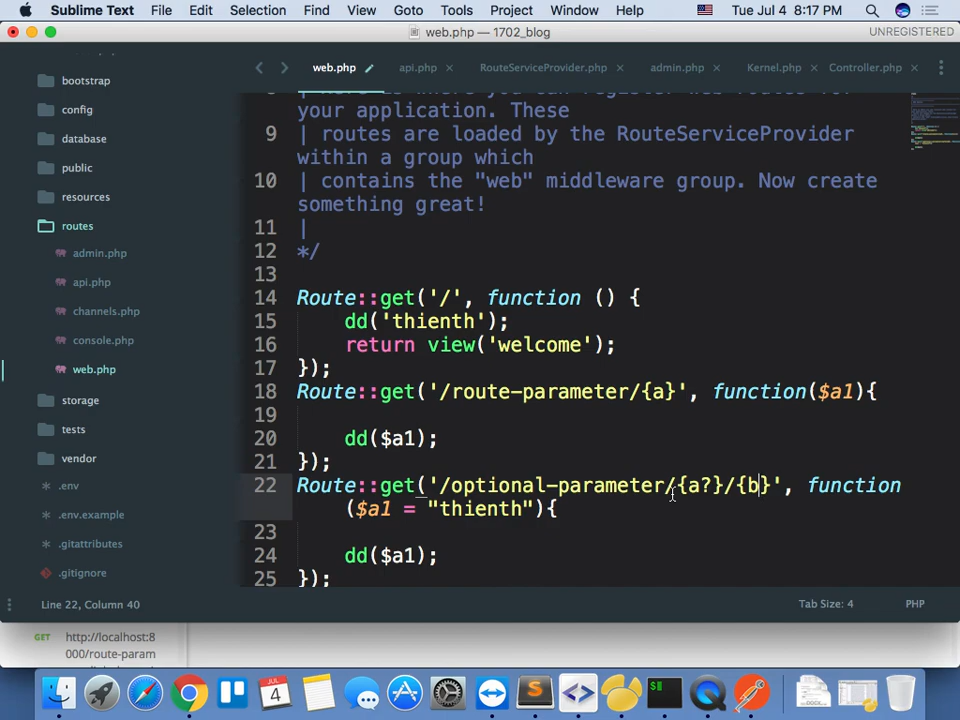 Sublime Text File Edit Selection Find View Goto Tools Project Window Help Tue Jul 4 8:17 PM
web.php — 1702_blog UNREGISTERED
web.php api.php × RouteServiceProvider.php × admin.php × Kernel.php × Controller.php ×
bootstrap
config
database
public
resources
routes
admin.php
api.php
channels.php
console.php
web.php
storage
tests
vendor
.env
.env.example
.gitattributes
.gitignore
your application. These
9 | routes are loaded by the RouteServiceProvider
within a group which
10 | contains the "web" middleware group. Now create
something great!
11 |
12 */
13
14 Route::get('/', function () {
15 dd('thienth');
16 return view('welcome');
17 });
18 Route::get('/route-parameter/{a}', function($a1){
19
20 dd($a1);
21 });
22 Route::get('/optional-parameter/{a?}/{b}', function
($a1 = "thienth"){
23
24 dd($a1);
25 });
Line 22, Column 40 Tab Size: 4 PHP
GET http://localhost:8
000/route-param
JUL
4